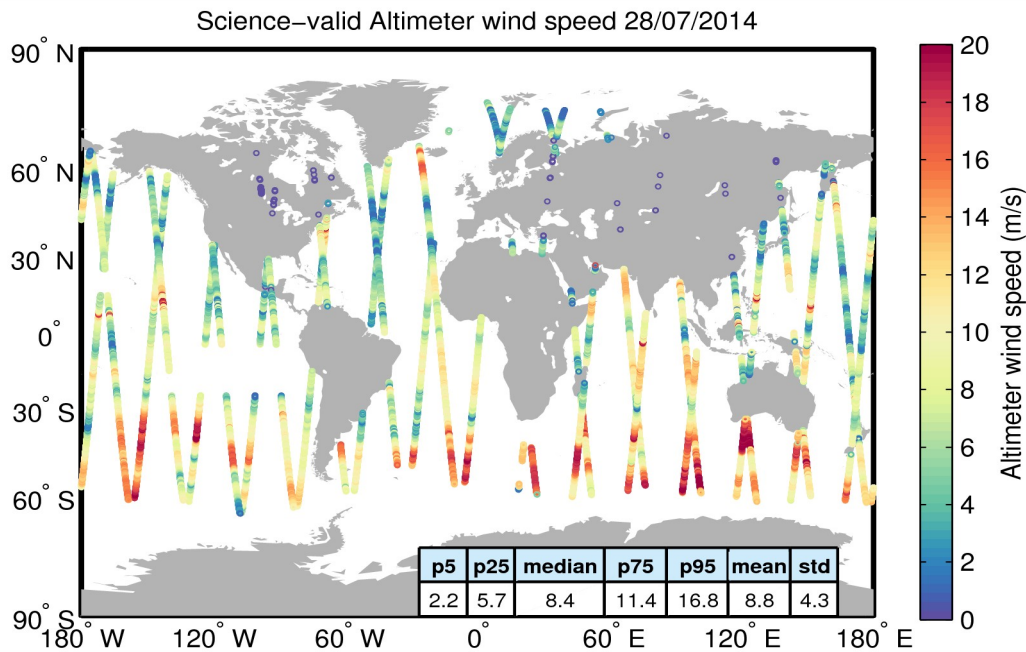 Science−valid Altimeter wind speed 28/07/2014
90° N
60° N
30° N
0°
30° S
60° S
90° S
180° W
120° W
60° W
0°
60° E
120° E
180° E
p5 p25 median p75 p95 mean std
2.2 5.7 8.4 11.4 16.8 8.8 4.3
20
18
16
14
12
10
8
6
4
2
0
Altimeter wind speed (m/s)